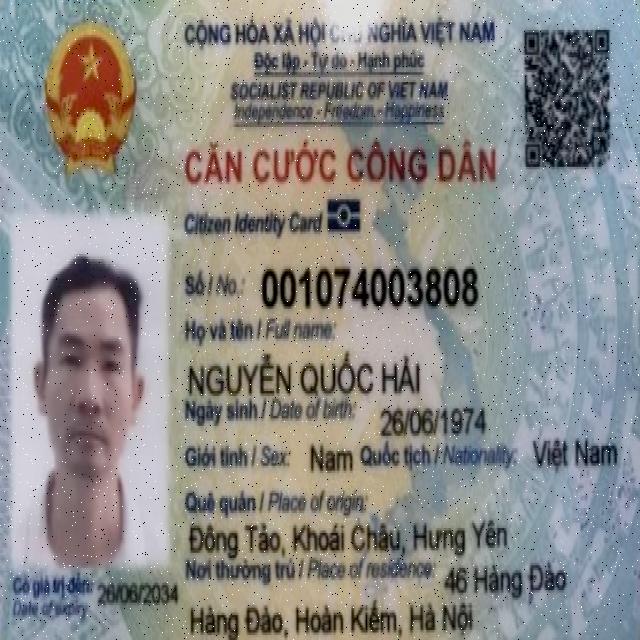 CỘNG HÒA XÃ HỘI CHỦ NGHĨA VIỆT NAM
Độc lập - Tự do - Hạnh phúc
SOCIALIST REPUBLIC OF VIET NAM
Independence - Freedom - Happiness
CĂN CƯỚC CÔNG DÂN
Citizen Identity Card
Số / No.: 001074003808
Họ và tên / Full name:
NGUYỄN QUỐC HẢI
Ngày sinh / Date of birth: 26/06/1974
Giới tính / Sex: Nam Quốc tịch / Nationality: Việt Nam
Quê quán / Place of origin:
Đông Tảo, Khoái Châu, Hưng Yên
Nơi thường trú / Place of residence: 46 Hàng Đào
Hàng Đào, Hoàn Kiếm, Hà Nội
Có giá trị đến: 26/06/2034
Date of expiry